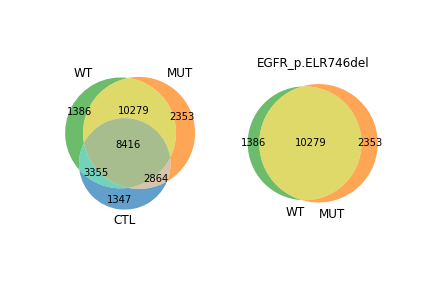 WT
MUT
1386
10279
2353
8416
3355
2864
1347
CTL
EGFR_p.ELR746del
1386
10279
2353
WT
MUT